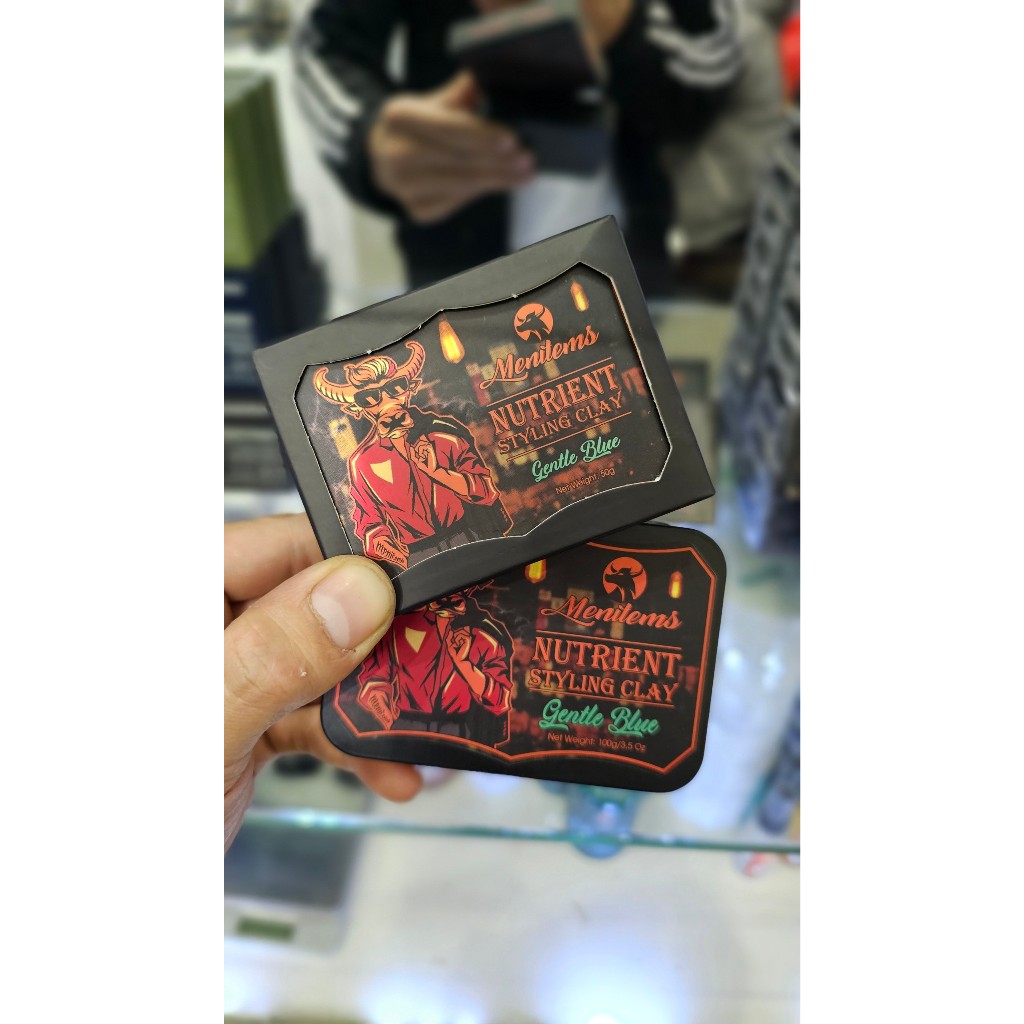 Menitems
NUTRIENT
STYLING CLAY
Gentle Blue
Net Weight: 50g
Menitems
NUTRIENT
STYLING CLAY
Gentle Blue
Net Weight: 100g/3.5 Oz